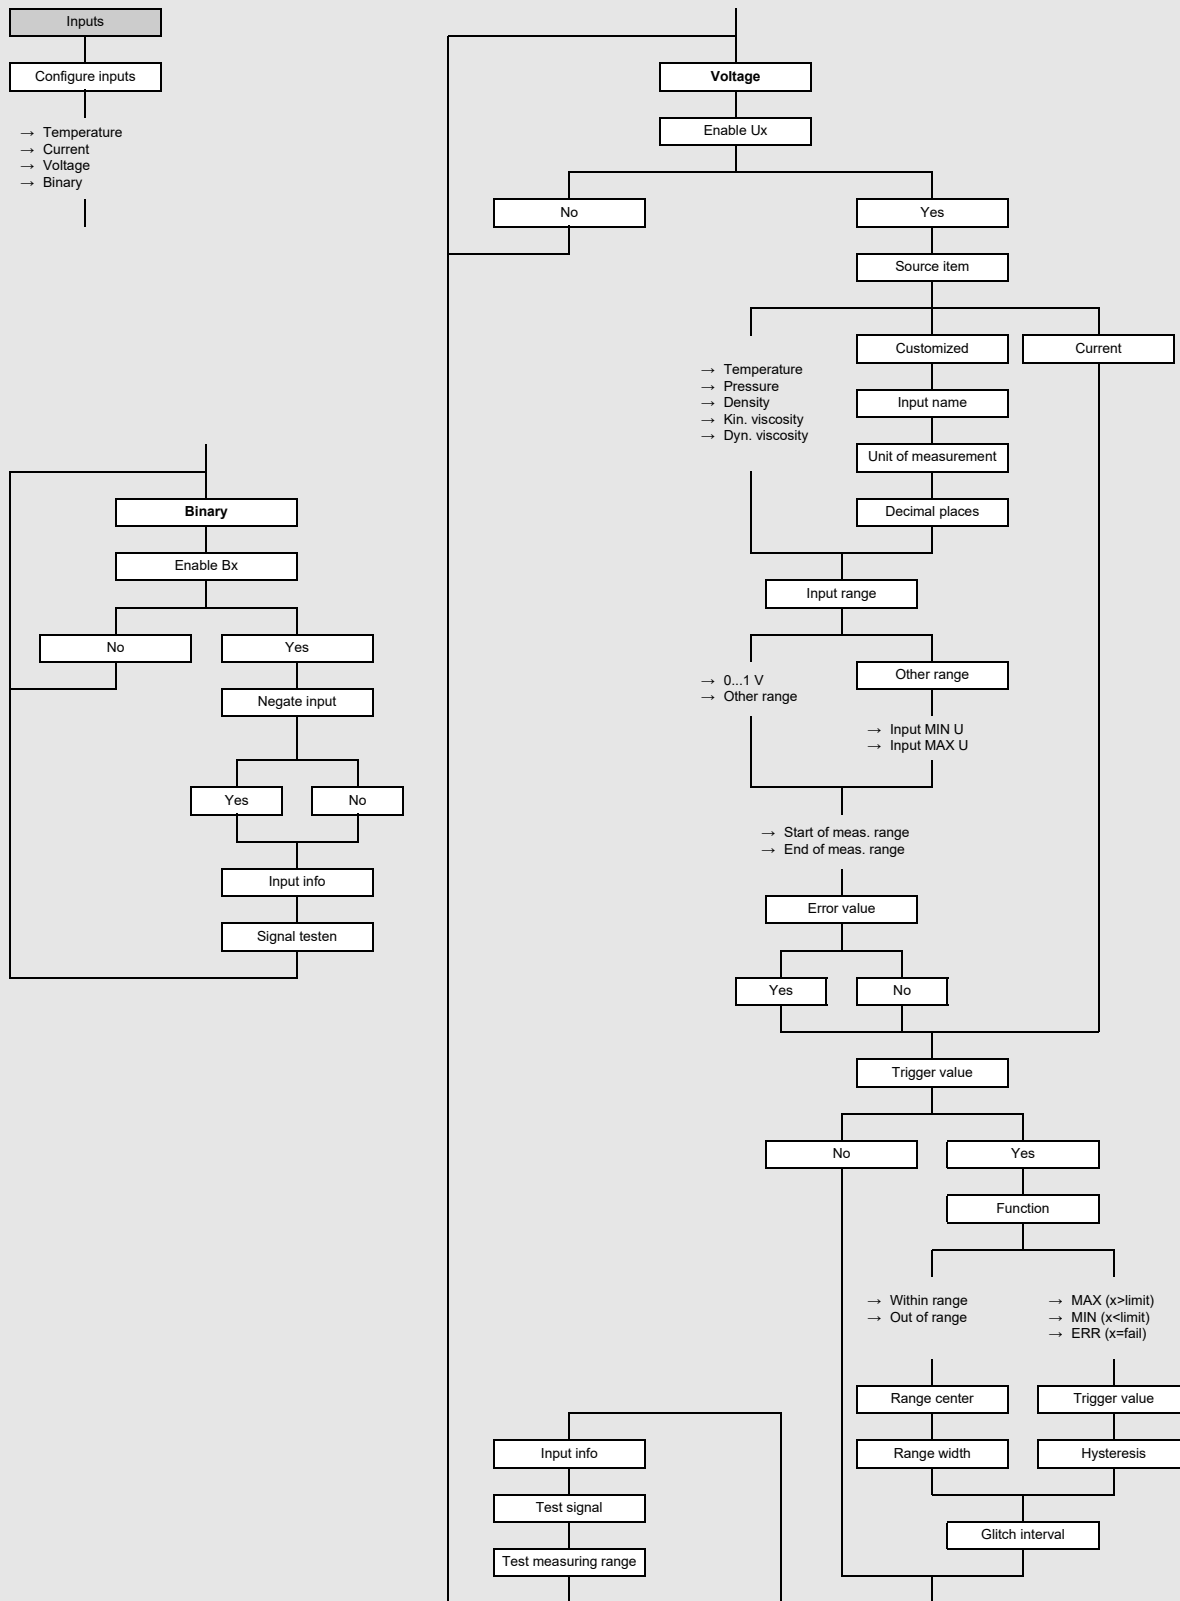 Inputs
Configure inputs
→ Temperature
→ Current
→ Voltage
→ Binary
Binary
Enable Bx
No
Yes
Negate input
Yes
No
Input info
Signal testen
Voltage
Enable Ux
No
Yes
Source item
Customized
Current
→ Temperature
→ Pressure
→ Density
→ Kin. viscosity
→ Dyn. viscosity
Input name
Unit of measurement
Decimal places
Input range
→ 0...1 V
→ Other range
Other range
→ Input MIN U
→ Input MAX U
→ Start of meas. range
→ End of meas. range
Error value
Yes
No
Trigger value
No
Yes
Function
→ Within range
→ Out of range
→ MAX (x>limit)
→ MIN (x<limit)
→ ERR (x=fail)
Range center
Trigger value
Range width
Hysteresis
Glitch interval
Input info
Test signal
Test measuring range